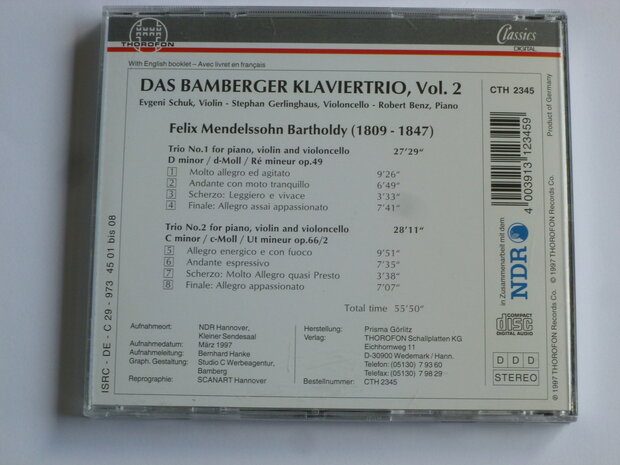 THOROFON
Classics
DIGITAL
With English booklet – Avec livret en français
DAS BAMBERGER KLAVIERTRIO, Vol. 2
Evgeni Schuk, Violin - Stephan Gerlinghaus, Violoncello - Robert Benz, Piano
Felix Mendelssohn Bartholdy (1809 - 1847)
Trio No.1 for piano, violin and violoncello 27'29"
D minor / d-Moll / Ré mineur op.49
1 Molto allegro ed agitato 9'26"
2 Andante con moto tranquillo 6'49"
3 Scherzo: Leggiero e vivace 3'33"
4 Finale: Allegro assai appassionato 7'41"
Trio No.2 for piano, violin and violoncello 28'11"
C minor / c-Moll / Ut mineur op.66/2
5 Allegro energico e con fuoco 9'51"
6 Andante espressivo 7'35"
7 Scherzo: Molto Allegro quasi Presto 3'38"
8 Finale: Allegro appassionato 7'07"
Total time 55'50"
Aufnahmeort: NDR Hannover,
Kleiner Sendesaal
Aufnahmedatum: März 1997
Aufnahmeleitung: Bernhard Hanke
Graph. Gestaltung: Studio C Werbeagentur,
Bamberg
Reprographie: SCANART Hannover
Herstellung: Prisma Görlitz
Verlag: THOROFON Schallplatten KG
Eichhornweg 11
D-30900 Wedemark / Hann.
Telefon: (05130) 7 93 60
Telefax: (05130) 7 98 29
Bestellnummer: CTH 2345
CTH 2345
4 003913 123459
in Zusammenarbeit mit dem
NDR
COMPACT
disc
DIGITAL AUDIO
D D D
STEREO
Product of Germany
© 1997 THOROFON Records Co.
℗ 1997 THOROFON Records Co.
ISRC - DE - C 29 - 973 45 01 bis 08